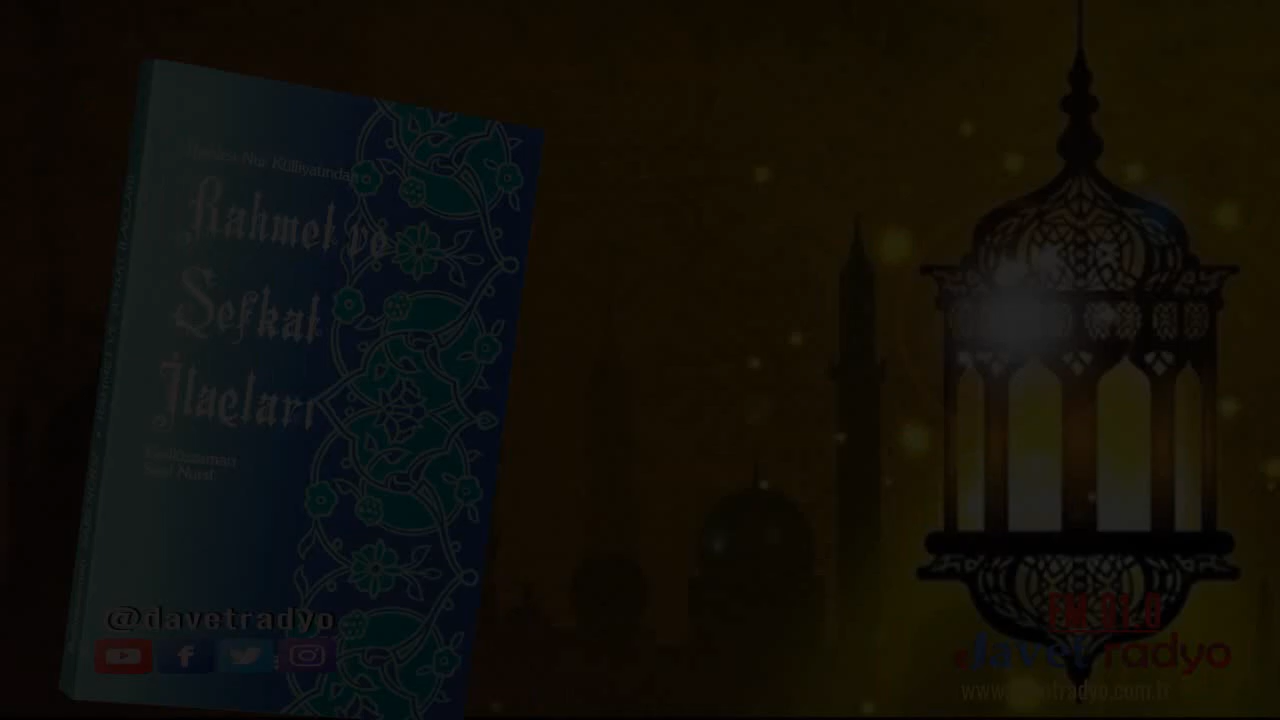 Risale-i Nur Külliyatından
Rahmet ve
Şefkat
İlaçları
Bediüzzaman
Said Nursî
@davetradyo
FM 91.0
davet radyo
www.davetradyo.com.tr